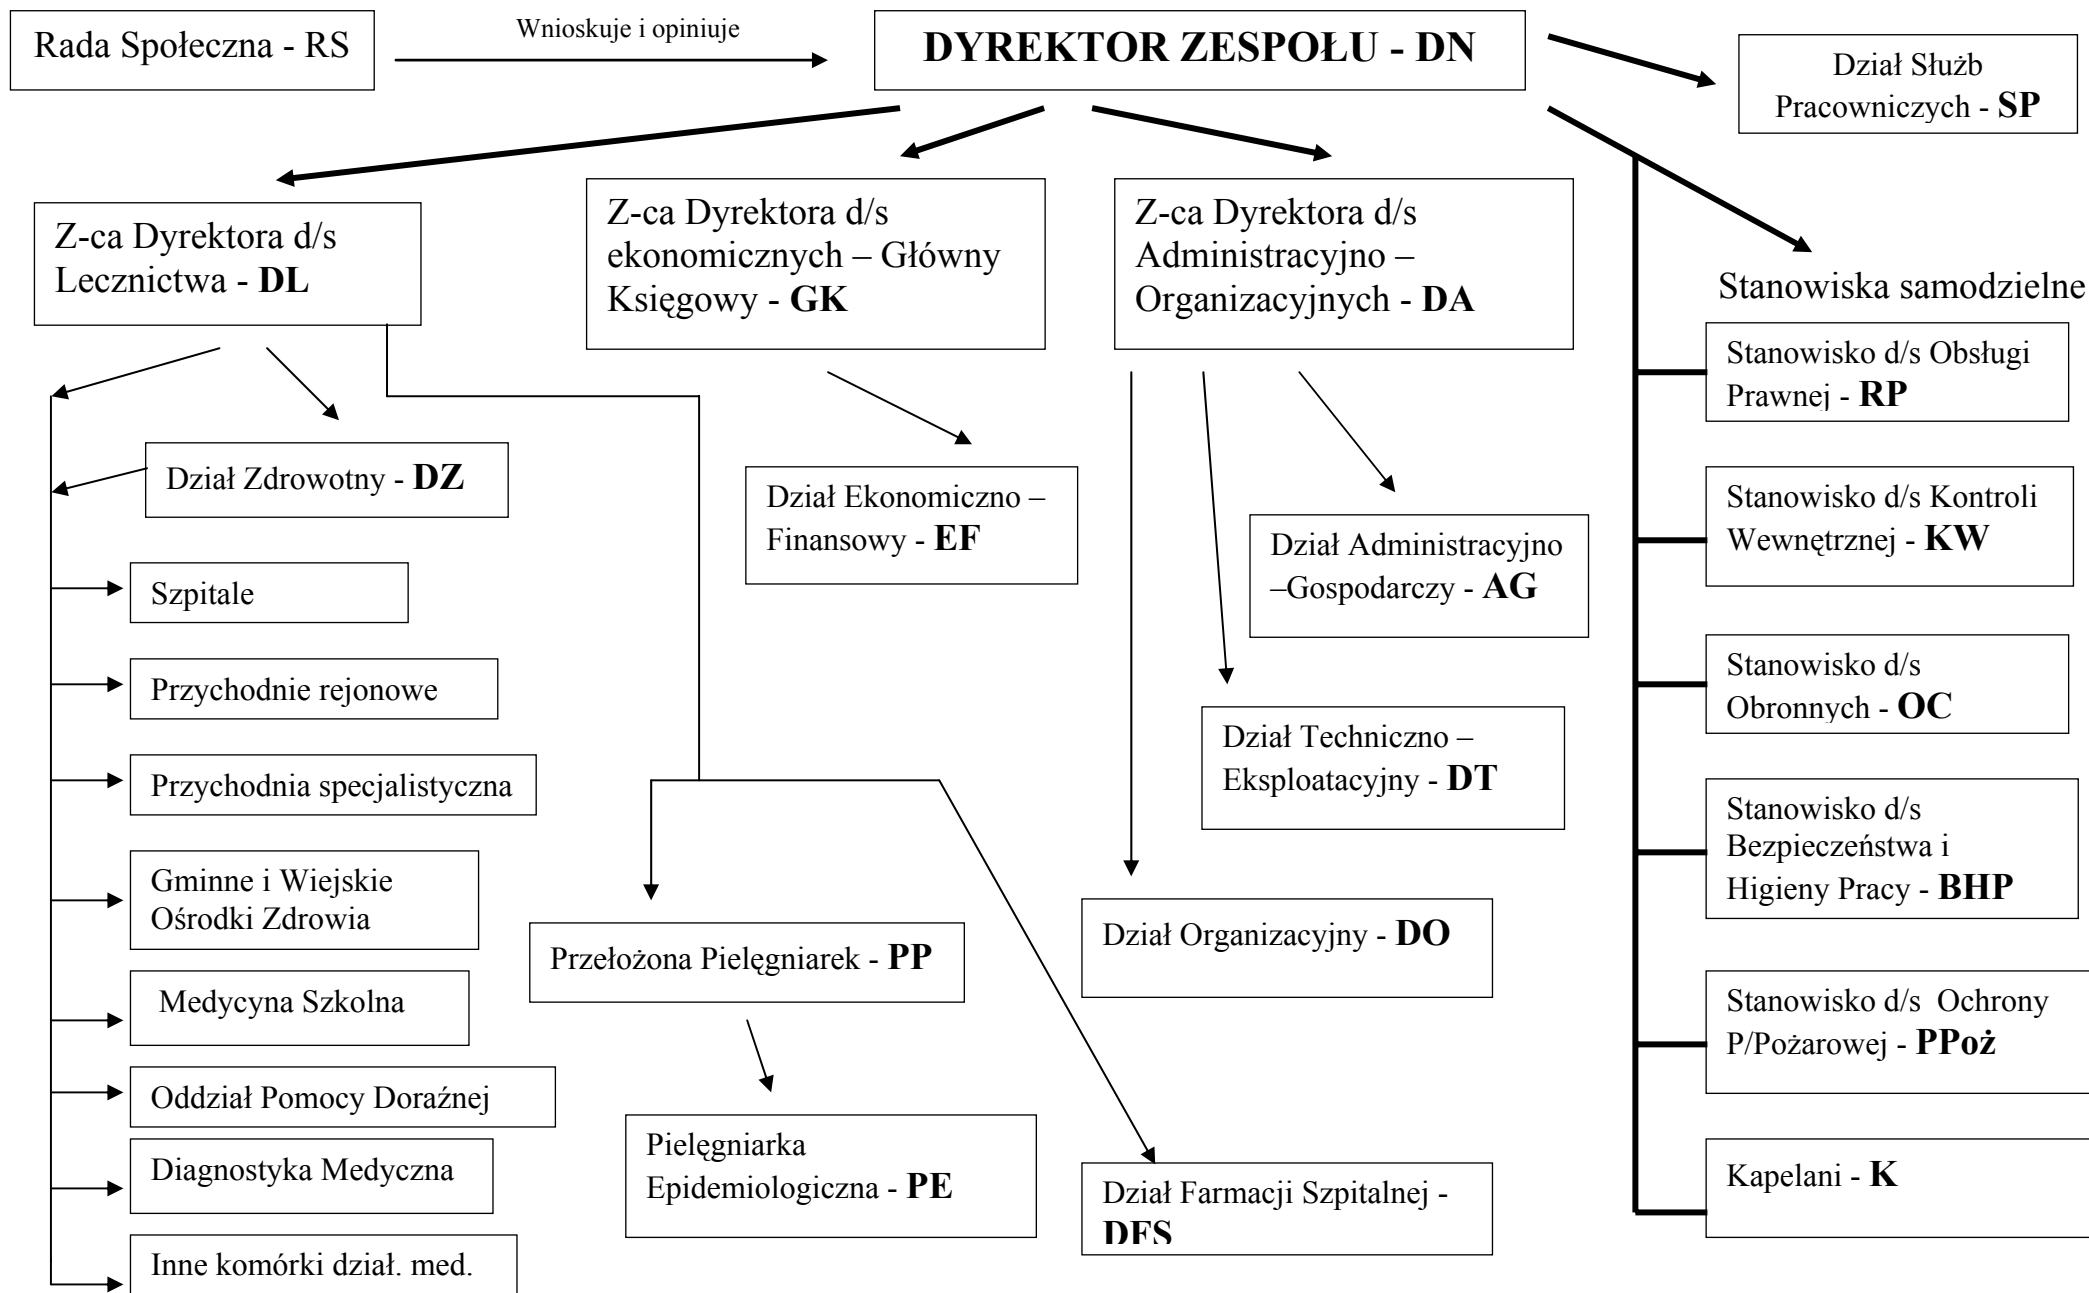 Rada Społeczna - RS
Wnioskuje i opiniuje
DYREKTOR ZESPOŁU - DN
Dział Służb
Pracowniczych - SP
Z-ca Dyrektora d/s
Lecznictwa - DL
Z-ca Dyrektora d/s
ekonomicznych – Główny
Księgowy - GK
Z-ca Dyrektora d/s
Administracyjno –
Organizacyjnych - DA
Stanowiska samodzielne
Stanowisko d/s Obsługi
Prawnej - RP
Stanowisko d/s Kontroli
Wewnętrznej - KW
Stanowisko d/s
Obronnych - OC
Stanowisko d/s
Bezpieczeństwa i
Higieny Pracy - BHP
Stanowisko d/s  Ochrony
P/Pożarowej - PPoż
Kapelani - K
Dział Zdrowotny - DZ
Szpitale
Przychodnie rejonowe
Przychodnia specjalistyczna
Gminne i Wiejskie
Ośrodki Zdrowia
Medycyna Szkolna
Oddział Pomocy Doraźnej
Diagnostyka Medyczna
Inne komórki dział. med.
Dział Ekonomiczno –
Finansowy - EF
Dział Administracyjno
–Gospodarczy - AG
Dział Techniczno –
Eksploatacyjny - DT
Dział Organizacyjny - DO
Przełożona Pielęgniarek - PP
Pielęgniarka
Epidemiologiczna - PE
Dział Farmacji Szpitalnej -
DFS